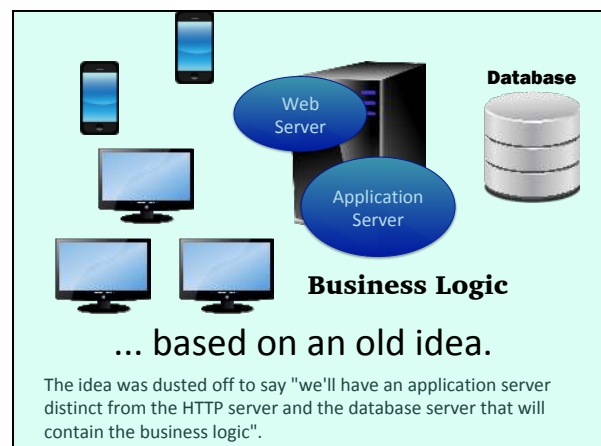 Web
Server
Database
Application
Server
Business Logic
... based on an old idea.
The idea was dusted off to say "we'll have an application server
distinct from the HTTP server and the database server that will
contain the business logic".